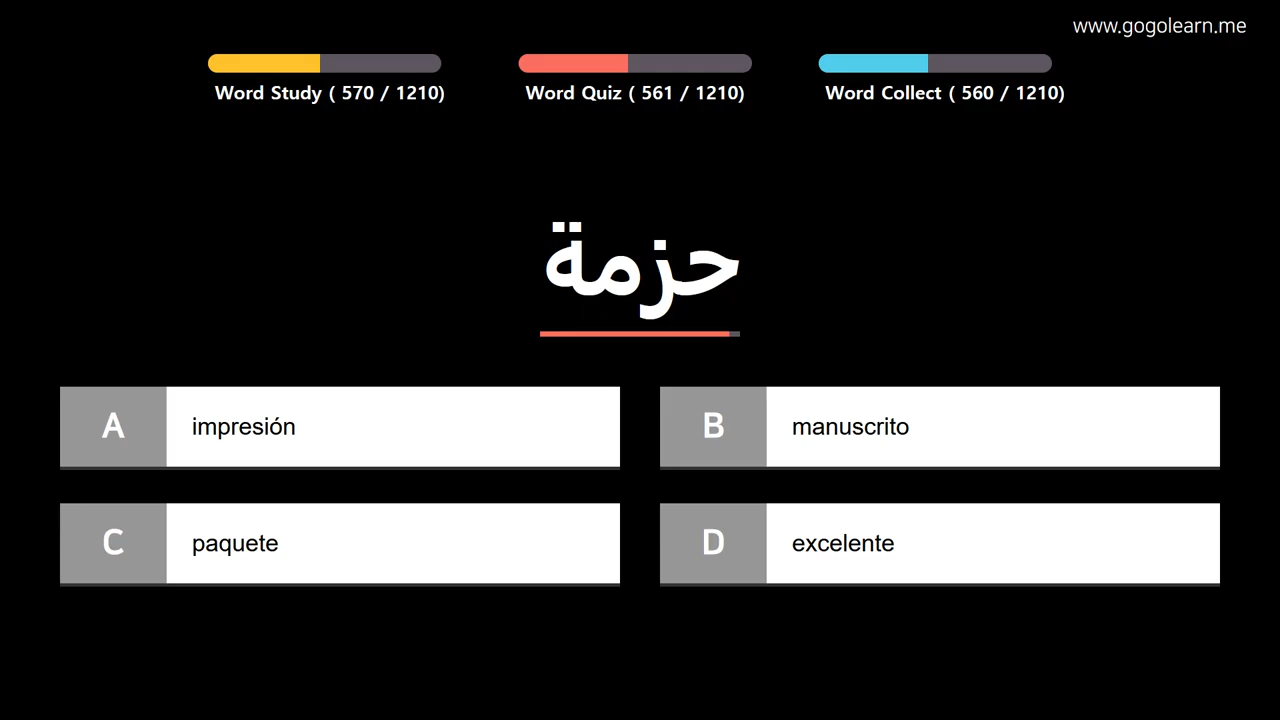 www.gogolearn.me
Word Study ( 570 / 1210)
Word Quiz ( 561 / 1210)
Word Collect ( 560 / 1210)
حزمة
A impresión
B manuscrito
C paquete
D excelente